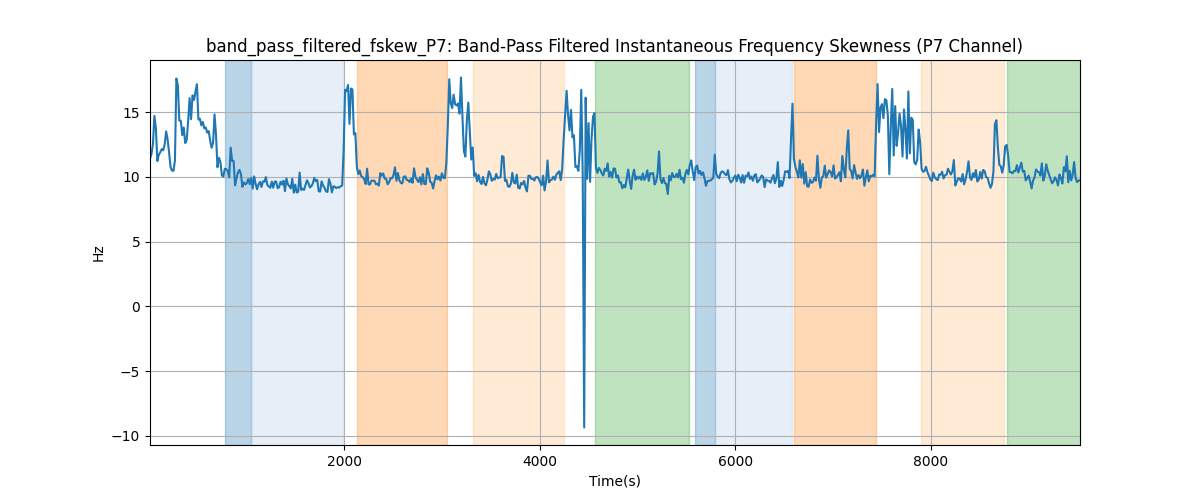 band_pass_filtered_fskew_P7: Band-Pass Filtered Instantaneous Frequency Skewness (P7 Channel)
15
10
5
0
−5
−10
Hz
2000 4000 6000 8000
Time(s)